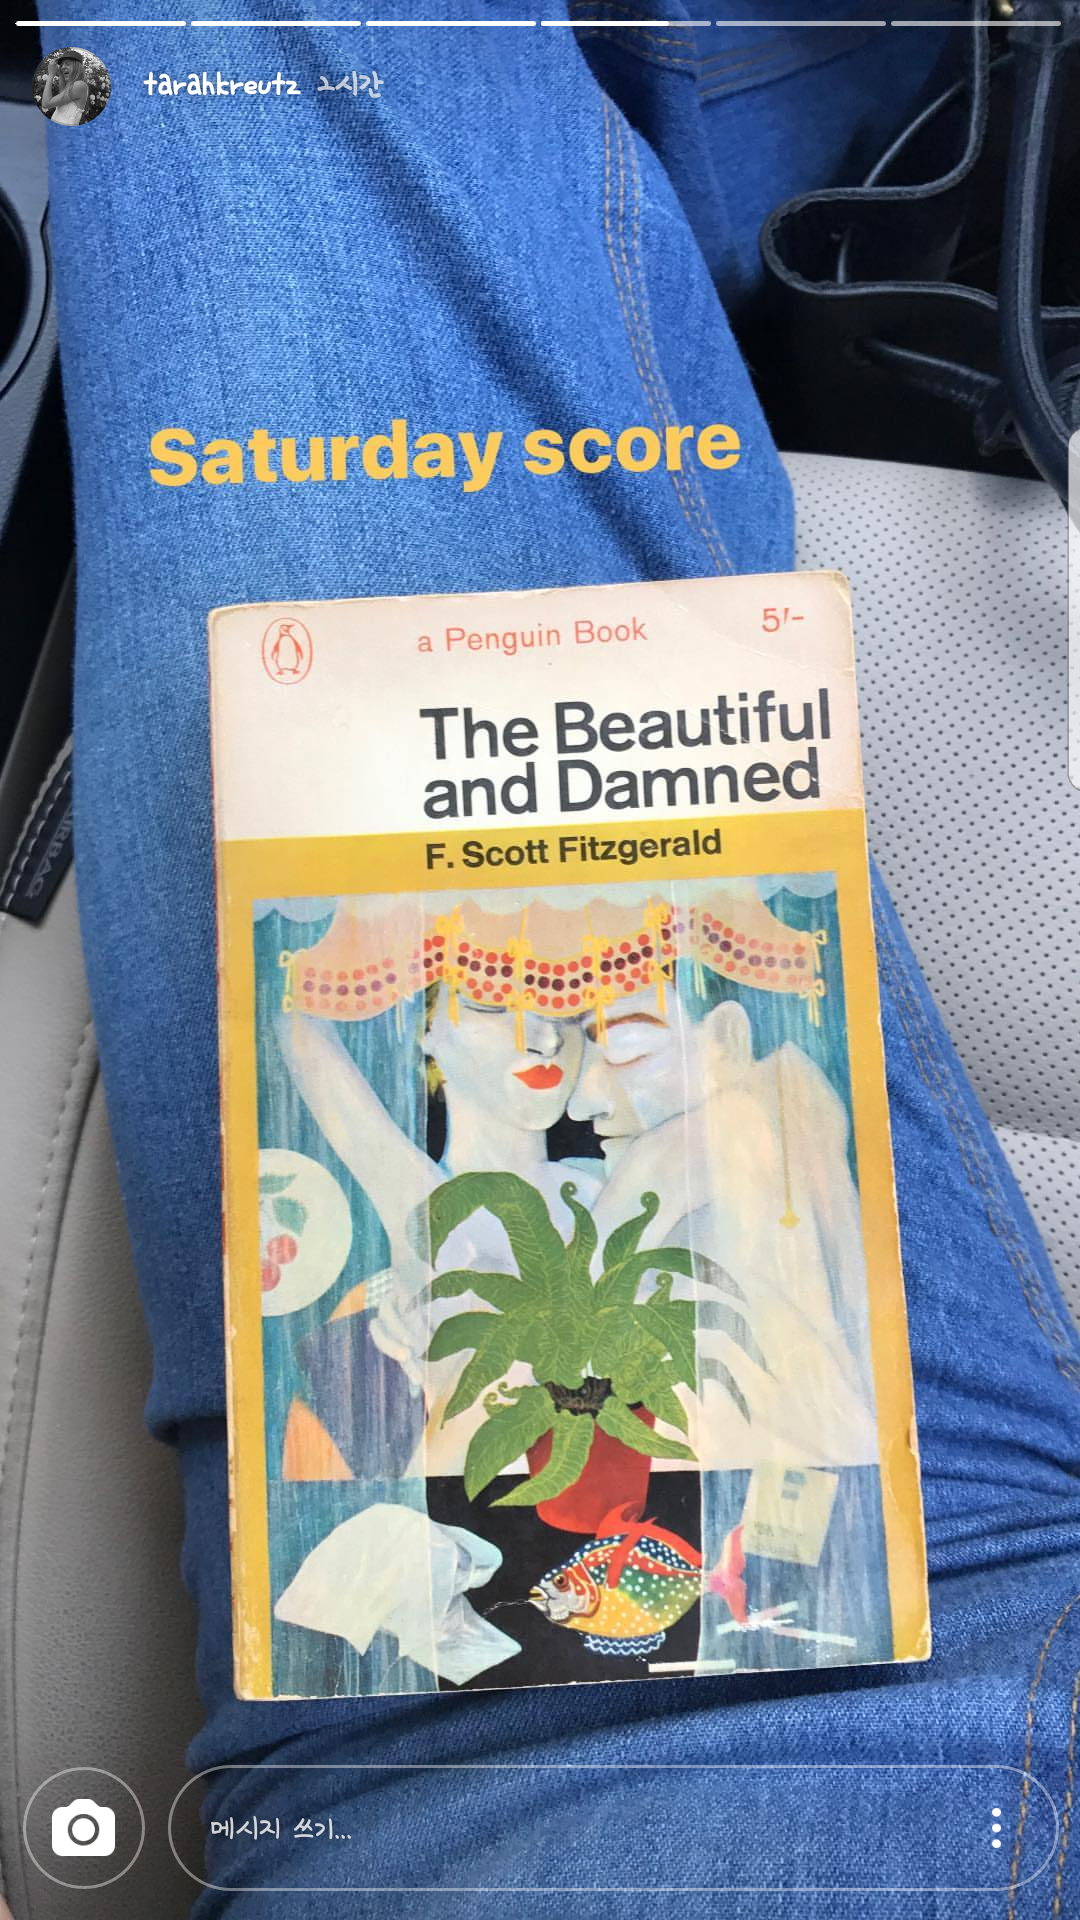 tarahkreutz 2시간
Saturday score
a Penguin Book 5/-
The Beautiful
and Damned
F. Scott Fitzgerald
AIRBAG
메시지 쓰기...